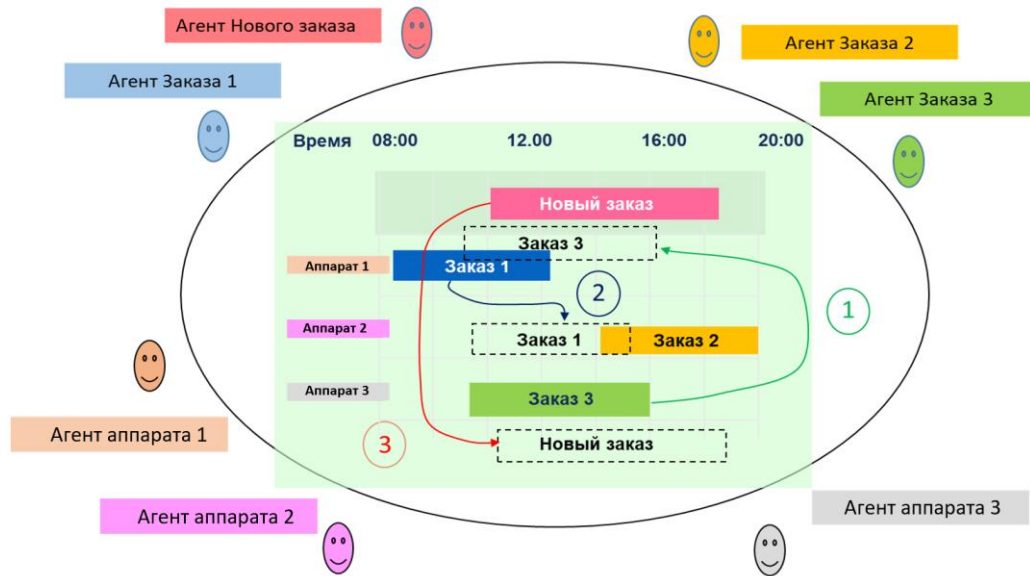 Агент Нового заказа
Агент Заказа 2
Агент Заказа 1
Агент Заказа 3
Время 08:00 12.00 16:00 20:00
Новый заказ
Заказ 3
Аппарат 1
Заказ 1
2
1
Аппарат 2
Заказ 1
Заказ 2
Аппарат 3
Заказ 3
3
Новый заказ
Агент аппарата 1
Агент аппарата 2
Агент аппарата 3